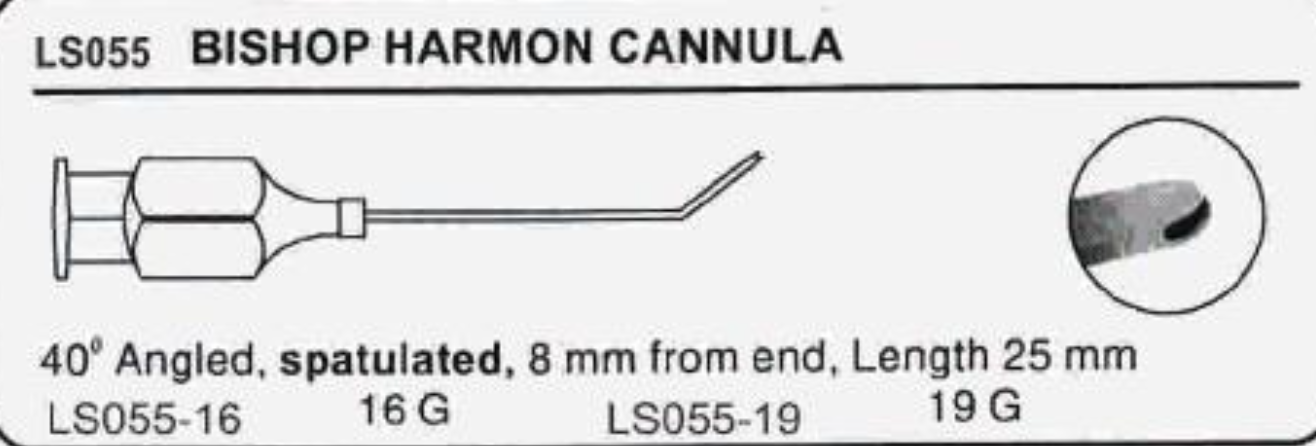 LS055 BISHOP HARMON CANNULA
40⁰ Angled, spatulated, 8 mm from end, Length 25 mm
LS055-16 16 G LS055-19 19 G